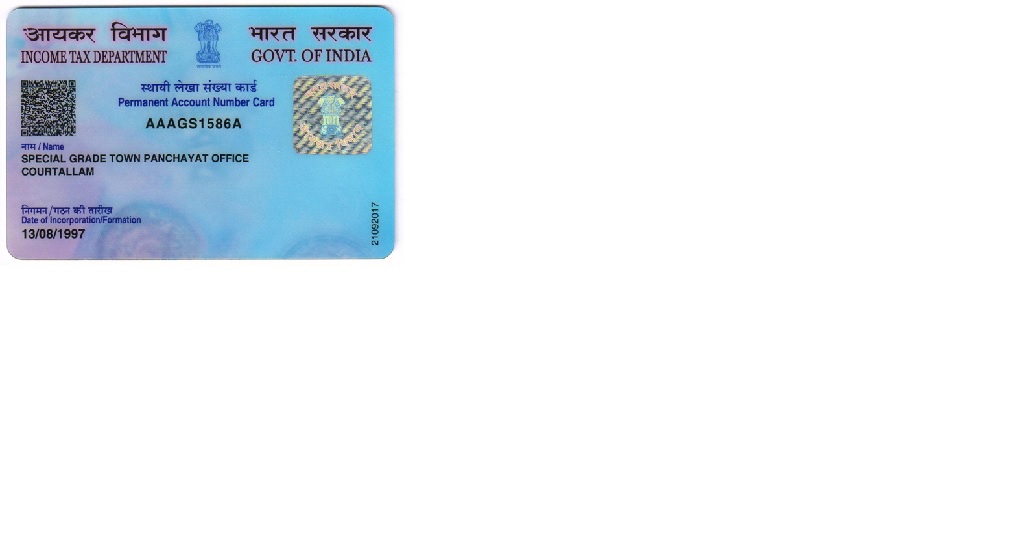 आयकर विभाग
INCOME TAX DEPARTMENT
भारत सरकार
GOVT. OF INDIA
स्थायी लेखा संख्या कार्ड
Permanent Account Number Card
AAAGS1586A
नाम / Name
SPECIAL GRADE TOWN PANCHAYAT OFFICE
COURTALLAM
निगमन /गठन की तारीख
Date of Incorporation/Formation
13/08/1997
21092017